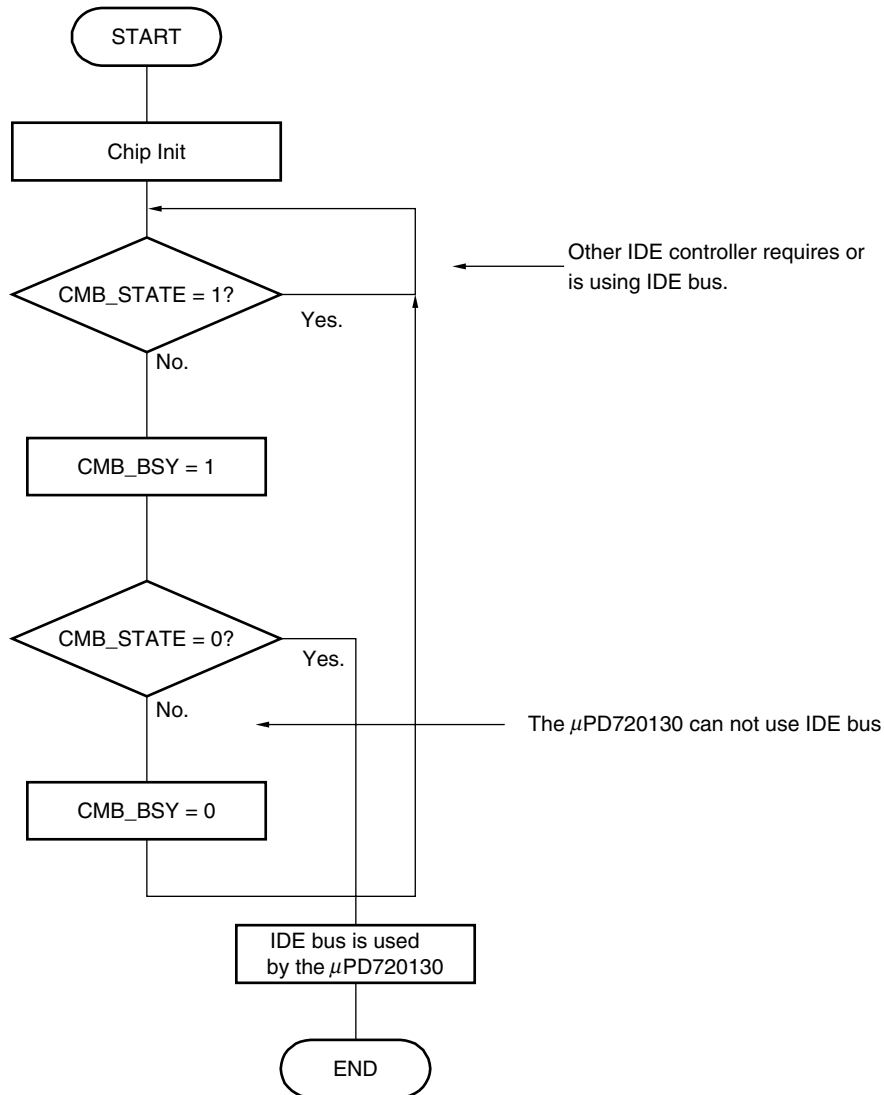 START
Chip Init
Other IDE controller requires or
is using IDE bus.
CMB_STATE = 1?
Yes.
No.
CMB_BSY = 1
CMB_STATE = 0?
Yes.
No.
The μPD720130 can not use IDE bus
CMB_BSY = 0
IDE bus is used
by the μPD720130
END